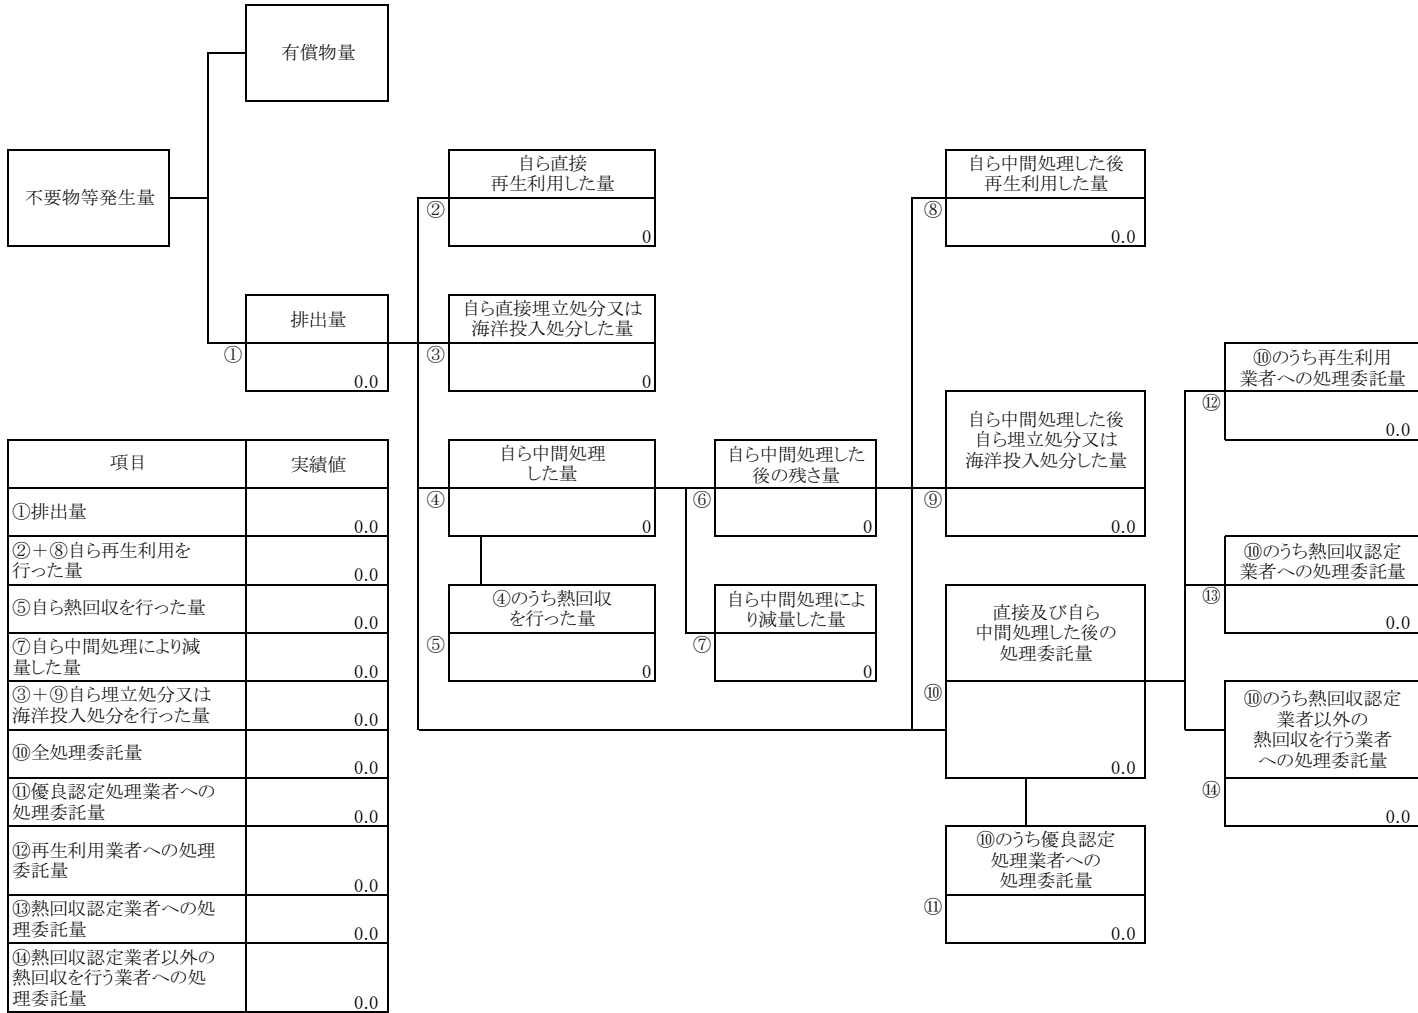 有償物量
不要物等発生量
排出量
①
0.0
自ら直接
再生利用した量
②
0
自ら直接埋立処分又は
海洋投入処分した量
③
0
自ら中間処理
した量
④
0
④のうち熱回収
を行った量
⑤
0
自ら中間処理した
後の残さ量
⑥
0
自ら中間処理によ
り減量した量
⑦
0
自ら中間処理した後
再生利用した量
⑧
0.0
自ら中間処理した後
自ら埋立処分又は
海洋投入処分した量
⑨
0.0
直接及び自ら
中間処理した後の
処理委託量
⑩
0.0
⑩のうち優良認定
処理業者への
処理委託量
⑪
0.0
⑩のうち再生利用
業者への処理委託量
⑫
0.0
⑩のうち熱回収認定
業者への処理委託量
⑬
0.0
⑩のうち熱回収認定
業者以外の
熱回収を行う業者
への処理委託量
⑭
0.0
項目 実績値
①排出量
0.0
②＋⑧自ら再生利用を
行った量
0.0
⑤自ら熱回収を行った量
0.0
⑦自ら中間処理により減
量した量
0.0
③＋⑨自ら埋立処分又は
海洋投入処分を行った量
0.0
⑩全処理委託量
0.0
⑪優良認定処理業者への
処理委託量
0.0
⑫再生利用業者への処理
委託量
0.0
⑬熱回収認定業者への処
理委託量
0.0
⑭熱回収認定業者以外の
熱回収を行う業者への処
理委託量
0.0